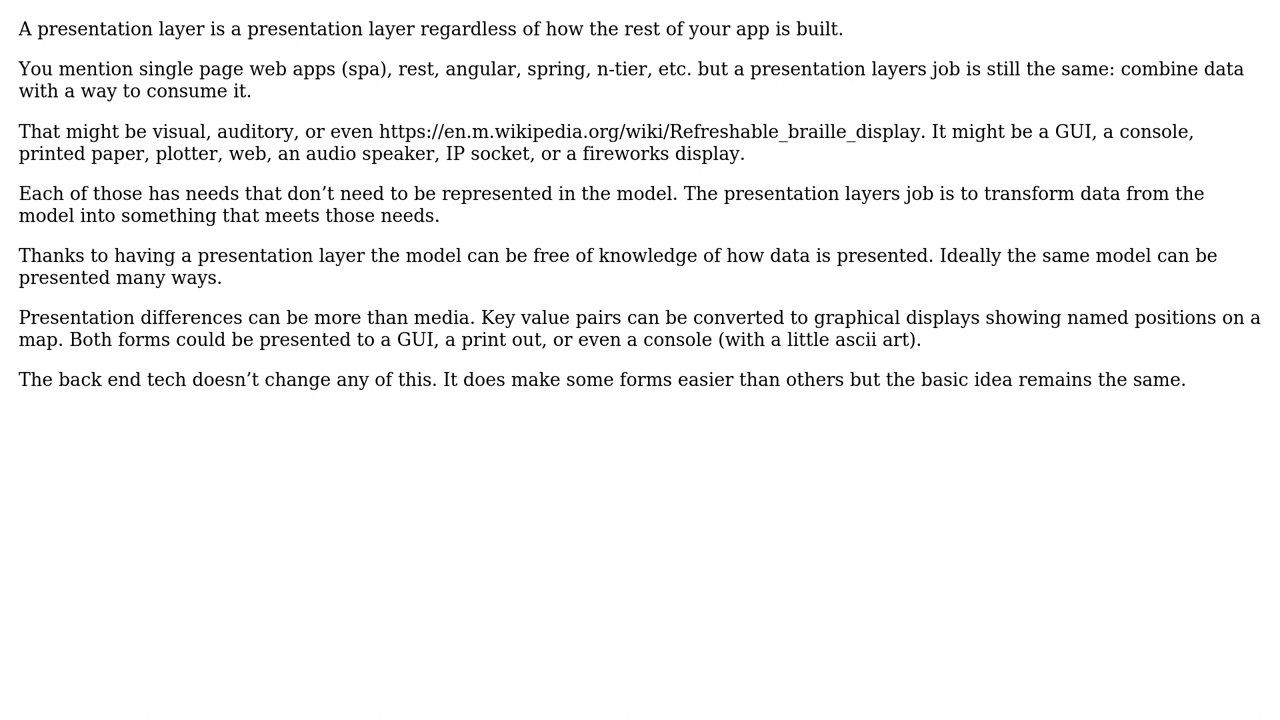 A presentation layer is a presentation layer regardless of how the rest of your app is built.
You mention single page web apps (spa), rest, angular, spring, n-tier, etc. but a presentation layers job is still the same: combine data
with a way to consume it.
That might be visual, auditory, or even https://en.m.wikipedia.org/wiki/Refreshable_braille_display. It might be a GUI, a console,
printed paper, plotter, web, an audio speaker, IP socket, or a fireworks display.
Each of those has needs that don’t need to be represented in the model. The presentation layers job is to transform data from the
model into something that meets those needs.
Thanks to having a presentation layer the model can be free of knowledge of how data is presented. Ideally the same model can be
presented many ways.
Presentation differences can be more than media. Key value pairs can be converted to graphical displays showing named positions on a
map. Both forms could be presented to a GUI, a print out, or even a console (with a little ascii art).
The back end tech doesn’t change any of this. It does make some forms easier than others but the basic idea remains the same.